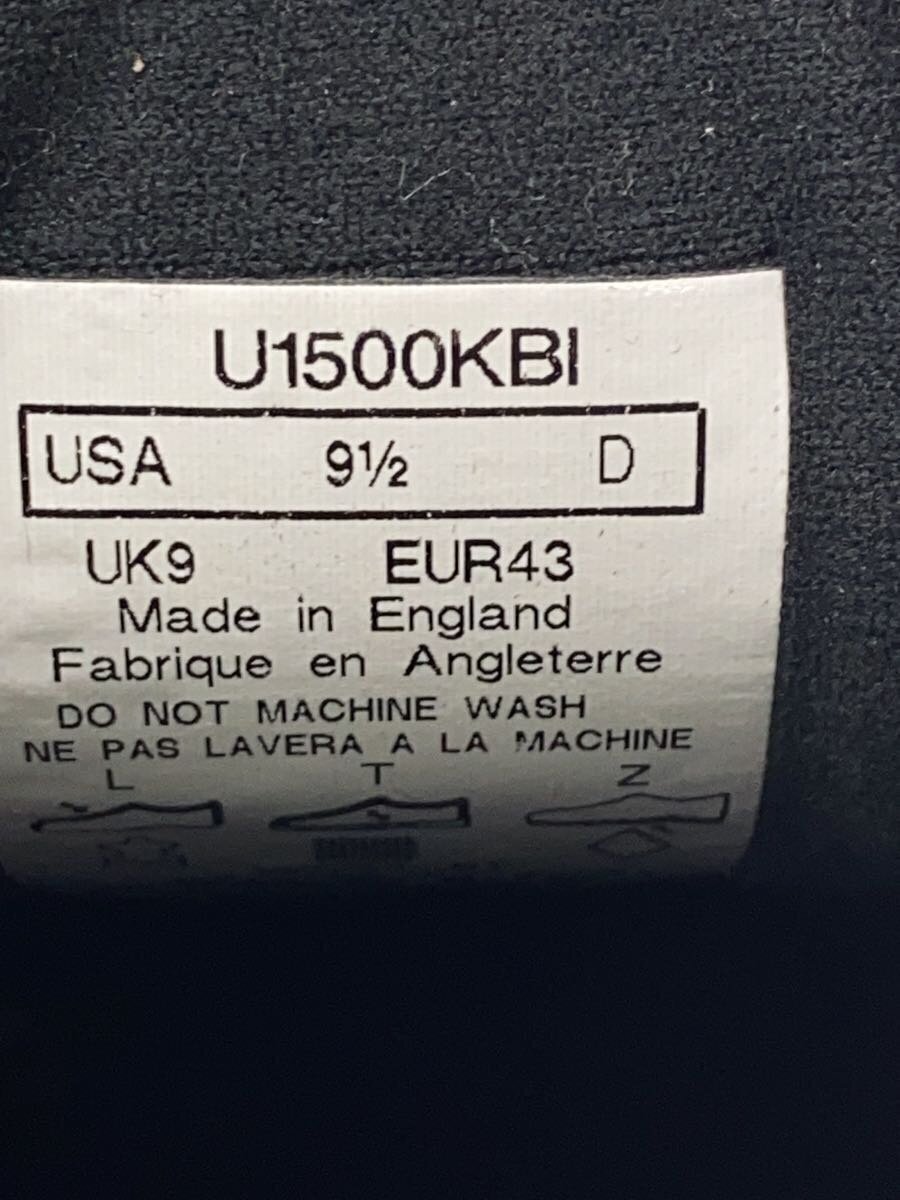 U1500KBI
USA 9½ D
UK9 EUR43
Made in England
Fabrique en Angleterre
DO NOT MACHINE WASH
NE PAS LAVERA A LA MACHINE
L T Z